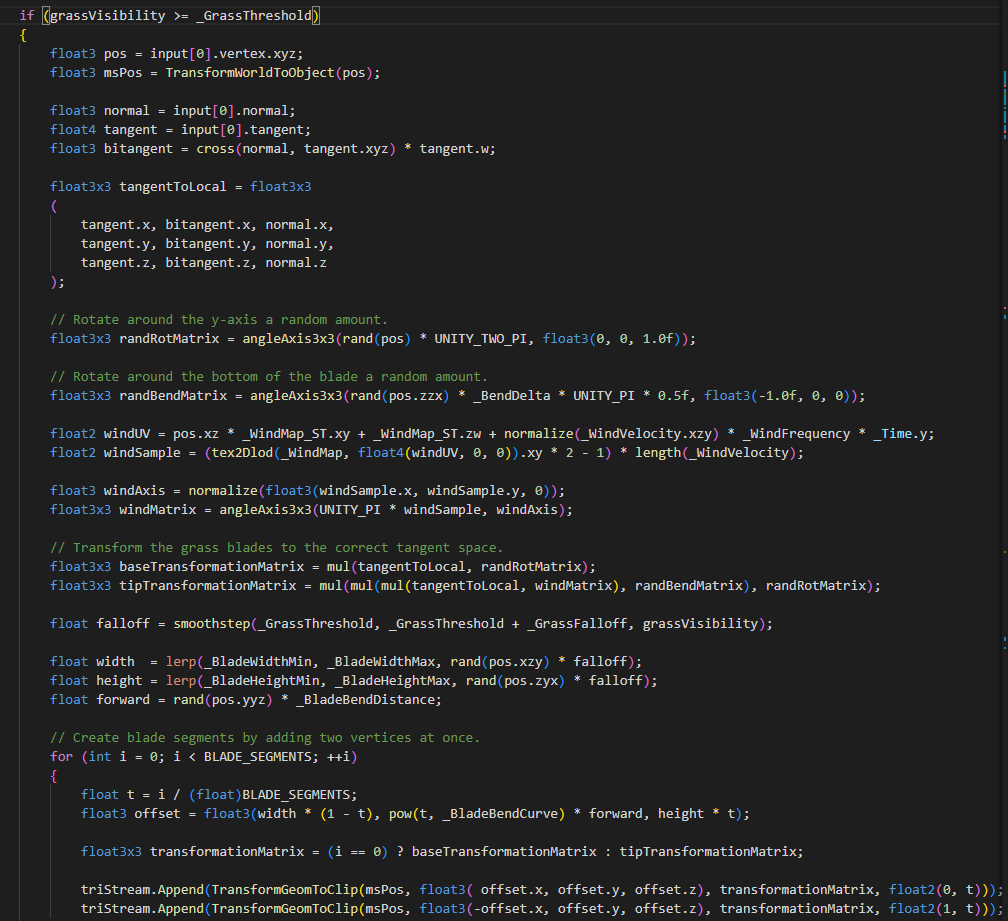 if (grassVisibility >= _GrassThreshold)
{
float3 pos = input[0].vertex.xyz;
float3 msPos = TransformWorldToObject(pos);
float3 normal = input[0].normal;
float4 tangent = input[0].tangent;
float3 bitangent = cross(normal, tangent.xyz) * tangent.w;
float3x3 tangentToLocal = float3x3
(
tangent.x, bitangent.x, normal.x,
tangent.y, bitangent.y, normal.y,
tangent.z, bitangent.z, normal.z
);
// Rotate around the y-axis a random amount.
float3x3 randRotMatrix = angleAxis3x3(rand(pos) * UNITY_TWO_PI, float3(0, 0, 1.0f));
// Rotate around the bottom of the blade a random amount.
float3x3 randBendMatrix = angleAxis3x3(rand(pos.zzx) * _BendDelta * UNITY_PI * 0.5f, float3(-1.0f, 0, 0));
float2 windUV = pos.xz * _WindMap_ST.xy + _WindMap_ST.zw + normalize(_WindVelocity.xzy) * _WindFrequency * _Time.y;
float2 windSample = (tex2Dlod(_WindMap, float4(windUV, 0, 0)).xy * 2 - 1) * length(_WindVelocity);
float3 windAxis = normalize(float3(windSample.x, windSample.y, 0));
float3x3 windMatrix = angleAxis3x3(UNITY_PI * windSample, windAxis);
// Transform the grass blades to the correct tangent space.
float3x3 baseTransformationMatrix = mul(tangentToLocal, randRotMatrix);
float3x3 tipTransformationMatrix = mul(mul(mul(tangentToLocal, windMatrix), randBendMatrix), randRotMatrix);
float falloff = smoothstep(_GrassThreshold, _GrassThreshold + _GrassFalloff, grassVisibility);
float width  = lerp(_BladeWidthMin, _BladeWidthMax, rand(pos.xzy) * falloff);
float height = lerp(_BladeHeightMin, _BladeHeightMax, rand(pos.zyx) * falloff);
float forward = rand(pos.yyz) * _BladeBendDistance;
// Create blade segments by adding two vertices at once.
for (int i = 0; i < BLADE_SEGMENTS; ++i)
{
float t = i / (float)BLADE_SEGMENTS;
float3 offset = float3(width * (1 - t), pow(t, _BladeBendCurve) * forward, height * t);
float3x3 transformationMatrix = (i == 0) ? baseTransformationMatrix : tipTransformationMatrix;
triStream.Append(TransformGeomToClip(msPos, float3( offset.x, offset.y, offset.z), transformationMatrix, float2(0, t)));
triStream.Append(TransformGeomToClip(msPos, float3(-offset.x, offset.y, offset.z), transformationMatrix, float2(1, t)));